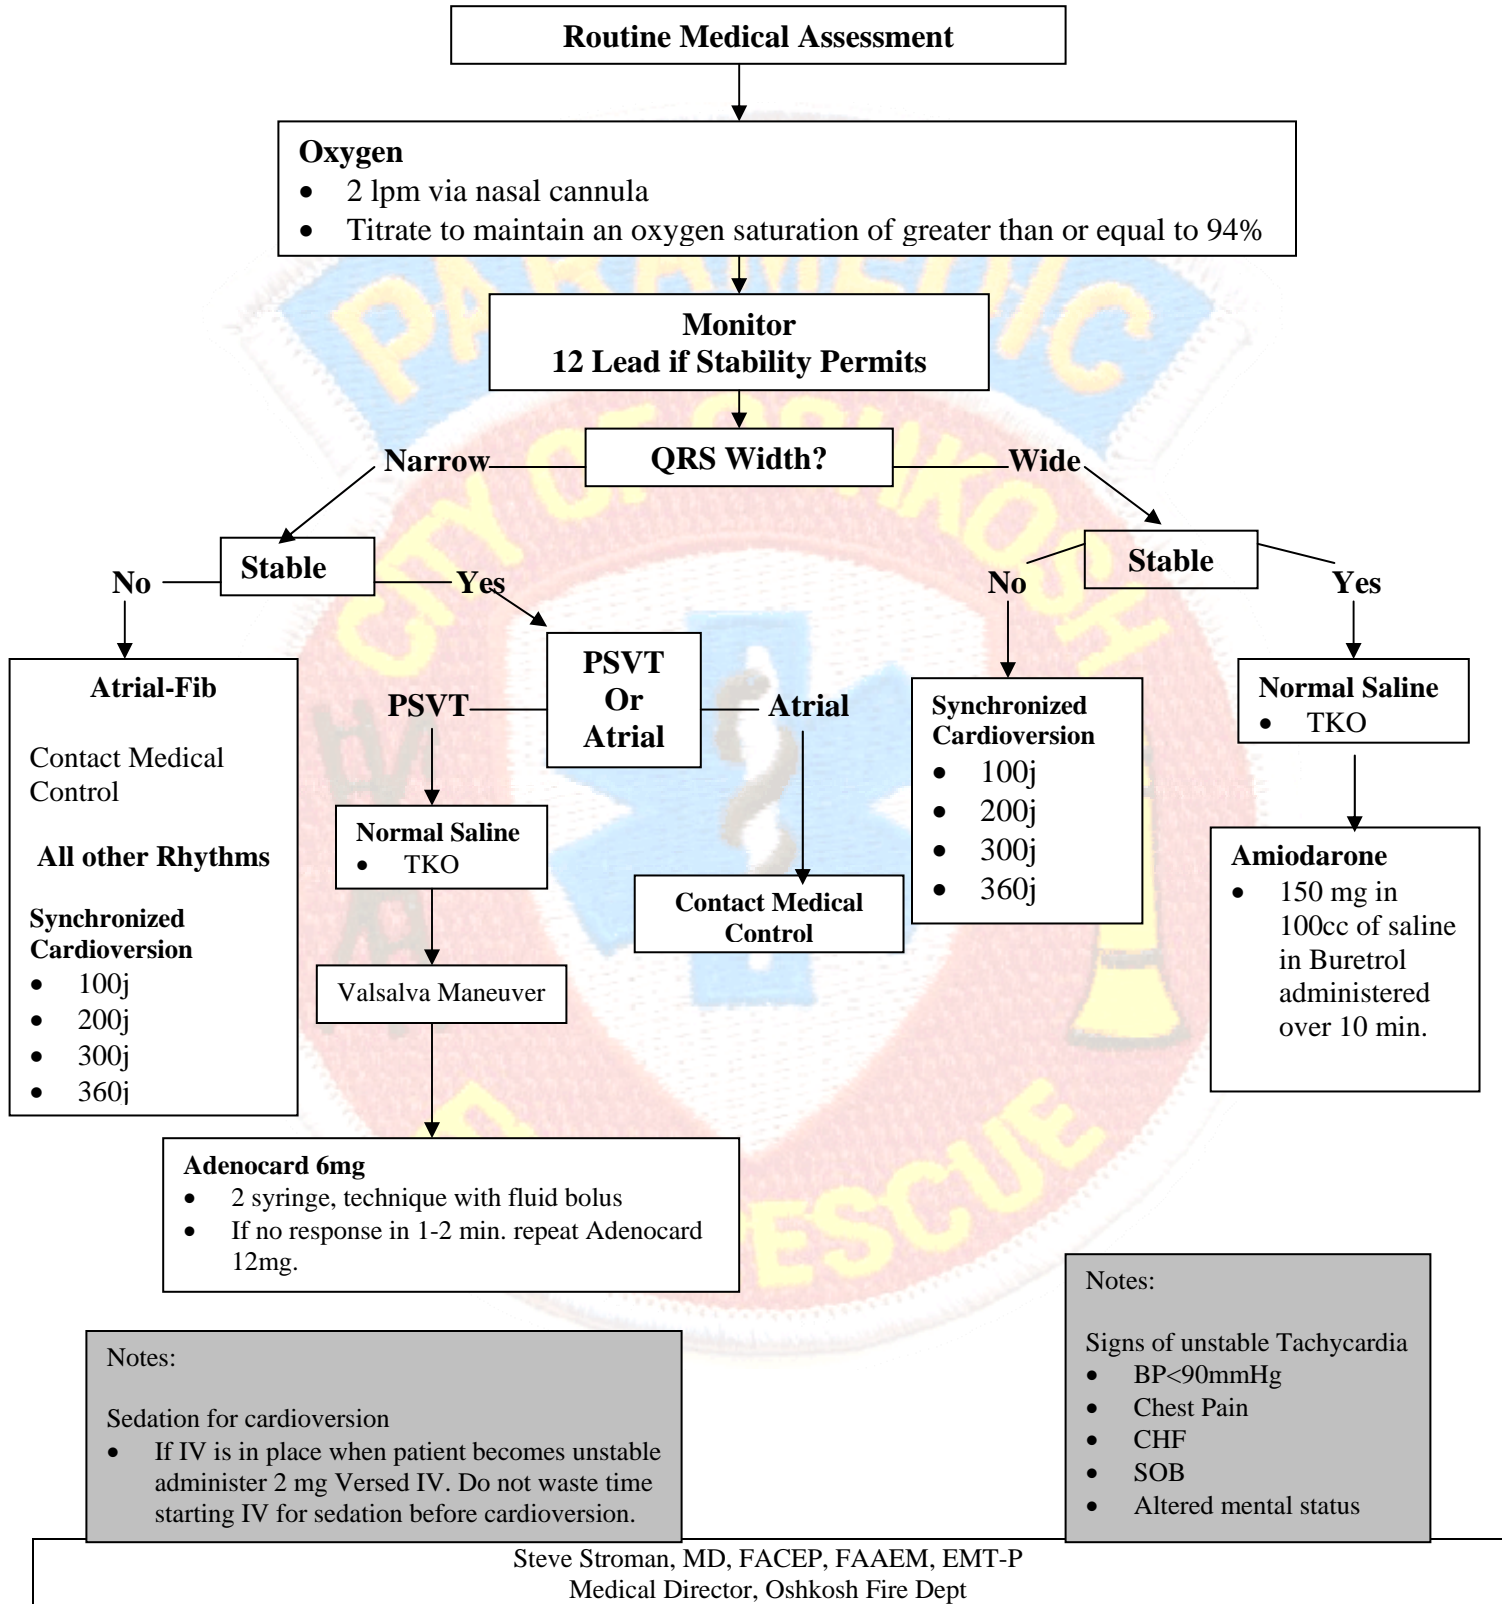 Routine Medical Assessment
Oxygen
• 2 lpm via nasal cannula
• Titrate to maintain an oxygen saturation of greater than or equal to 94%
PARAMEDIC
Monitor
12 Lead if Stability Permits
CITY OF OSHKOSH
Narrow
QRS Width?
Wide
Stable
No
Yes
Stable
No
Yes
Atrial-Fib
Contact Medical
Control
All other Rhythms
Synchronized
Cardioversion
• 100j
• 200j
• 300j
• 360j
PSVT
PSVT
Or
Atrial
Atrial
Normal Saline
• TKO
Valsalva Maneuver
Contact Medical
Control
Synchronized
Cardioversion
• 100j
• 200j
• 300j
• 360j
Normal Saline
• TKO
Amiodarone
• 150 mg in
100cc of saline
in Buretrol
administered
over 10 min.
Adenocard 6mg
• 2 syringe, technique with fluid bolus
• If no response in 1-2 min. repeat Adenocard
12mg.
Notes:
Sedation for cardioversion
• If IV is in place when patient becomes unstable
administer 2 mg Versed IV. Do not waste time
starting IV for sedation before cardioversion.
Notes:
Signs of unstable Tachycardia
• BP<90mmHg
• Chest Pain
• CHF
• SOB
• Altered mental status
Steve Stroman, MD, FACEP, FAAEM, EMT-P
Medical Director, Oshkosh Fire Dept